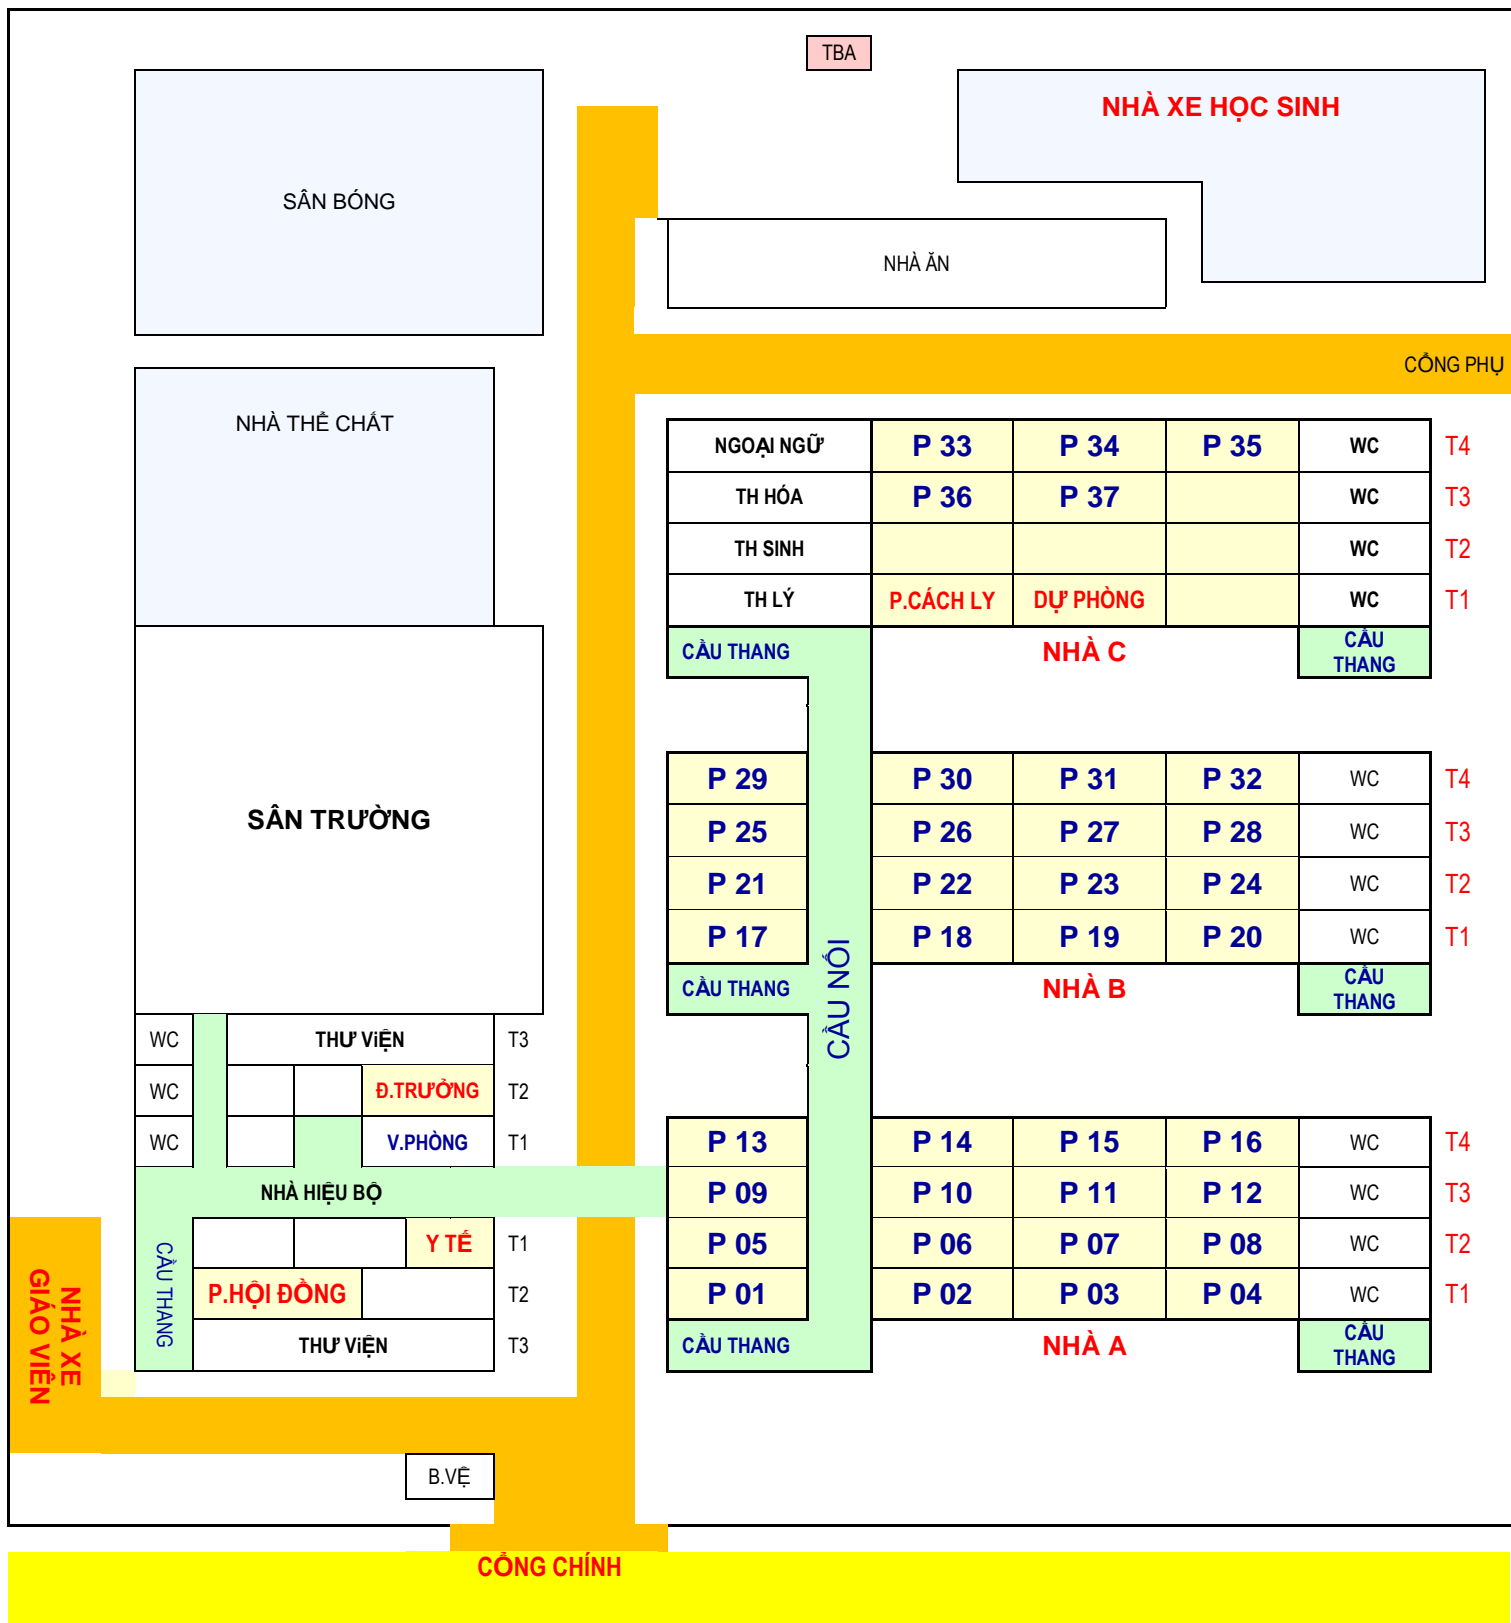 TBA
NHÀ XE HỌC SINH
SÂN BÓNG
NHÀ ĂN
CỔNG PHỤ
NHÀ THỂ CHẤT
NGOẠI NGỮ P 33 P 34 P 35 WC T4
TH HÓA P 36 P 37 WC T3
TH SINH WC T2
TH LÝ P.CÁCH LY DỰ PHÒNG WC T1
CẦU THANG NHÀ C CẦU
THANG
P 29 P 30 P 31 P 32 WC T4
SÂN TRƯỜNG
P 25 P 26 P 27 P 28 WC T3
P 21 P 22 P 23 P 24 WC T2
P 17 P 18 P 19 P 20 WC T1
CẦU NỐI
CẦU THANG NHÀ B CẦU
THANG
WC THƯ ViỆN T3
WC Đ.TRƯỞNG T2
WC V.PHÒNG T1
P 13 P 14 P 15 P 16 WC T4
NHÀ HIỆU BỘ
P 09 P 10 P 11 P 12 WC T3
Y TẾ T1
P 05 P 06 P 07 P 08 WC T2
CẦU THANG
P.HỘI ĐỒNG T2
P 01 P 02 P 03 P 04 WC T1
THƯ ViỆN T3
CẦU THANG NHÀ A CẦU
THANG
NHÀ XE
GIÁO VIÊN
B.VỆ
CỔNG CHÍNH